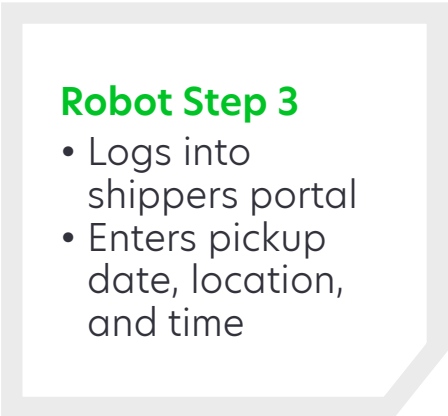 Robot Step 3
• Logs into
shippers portal
• Enters pickup
date, location,
and time